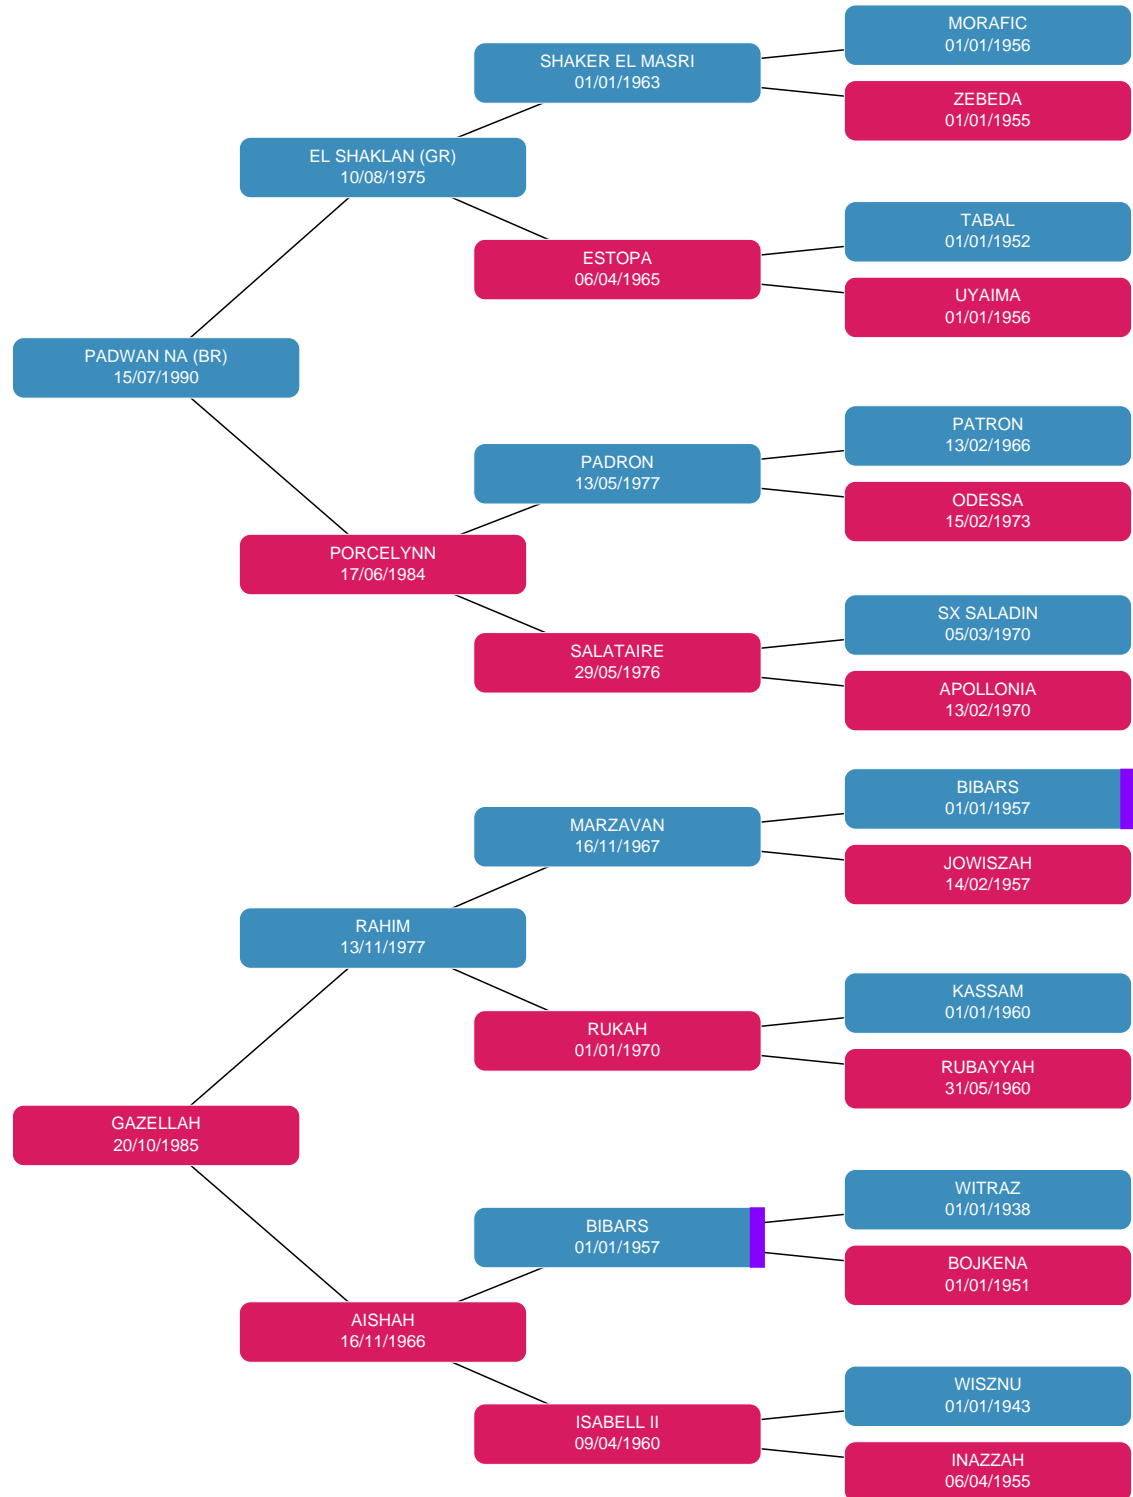 MORAFIC
01/01/1956
SHAKER EL MASRI
01/01/1963
ZEBEDA
01/01/1955
EL SHAKLAN (GR)
10/08/1975
TABAL
01/01/1952
ESTOPA
06/04/1965
UYAIMA
01/01/1956
PADWAN NA (BR)
15/07/1990
PATRON
13/02/1966
PADRON
13/05/1977
ODESSA
15/02/1973
PORCELYNN
17/06/1984
SX SALADIN
05/03/1970
SALATAIRE
29/05/1976
APOLLONIA
13/02/1970
BIBARS
01/01/1957
MARZAVAN
16/11/1967
JOWISZAH
14/02/1957
RAHIM
13/11/1977
KASSAM
01/01/1960
RUKAH
01/01/1970
RUBAYYAH
31/05/1960
GAZELLAH
20/10/1985
WITRAZ
01/01/1938
BIBARS
01/01/1957
BOJKENA
01/01/1951
AISHAH
16/11/1966
WISZNU
01/01/1943
ISABELL II
09/04/1960
INAZZAH
06/04/1955